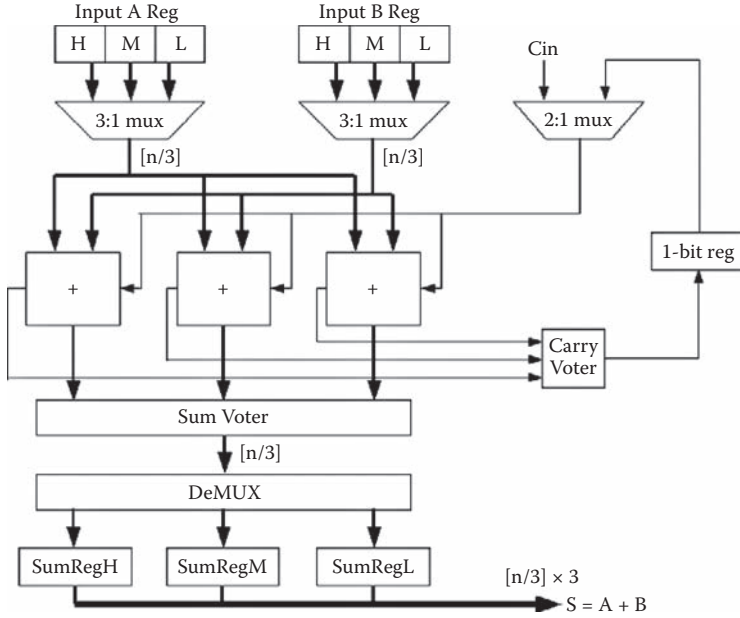 Input A Reg
Input B Reg
H M L
H M L
Cin
3:1 mux
3:1 mux
2:1 mux
[n/3]
[n/3]
1-bit reg
+
+
+
Carry
Voter
Sum Voter
[n/3]
DeMUX
SumRegH
SumRegM
SumRegL
[n/3] × 3
S = A + B